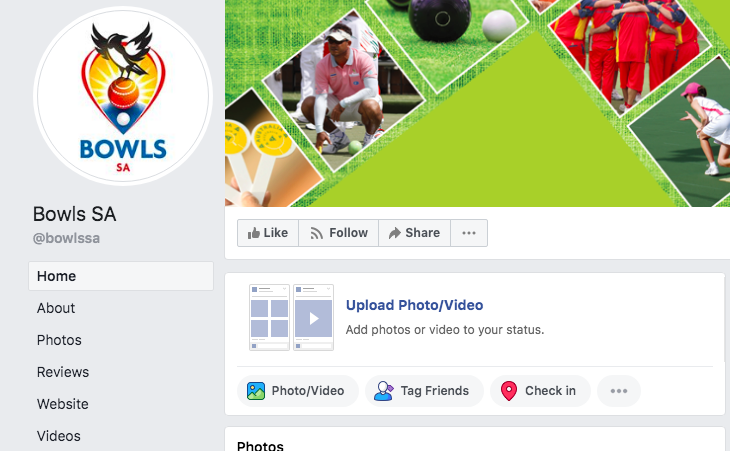 BOWLS
SA
Bowls SA
@bowlssa
Home
About
Photos
Reviews
Website
Videos
Like
Follow
Share
Upload Photo/Video
Add photos or video to your status.
Photo/Video
Tag Friends
Check in
Photos